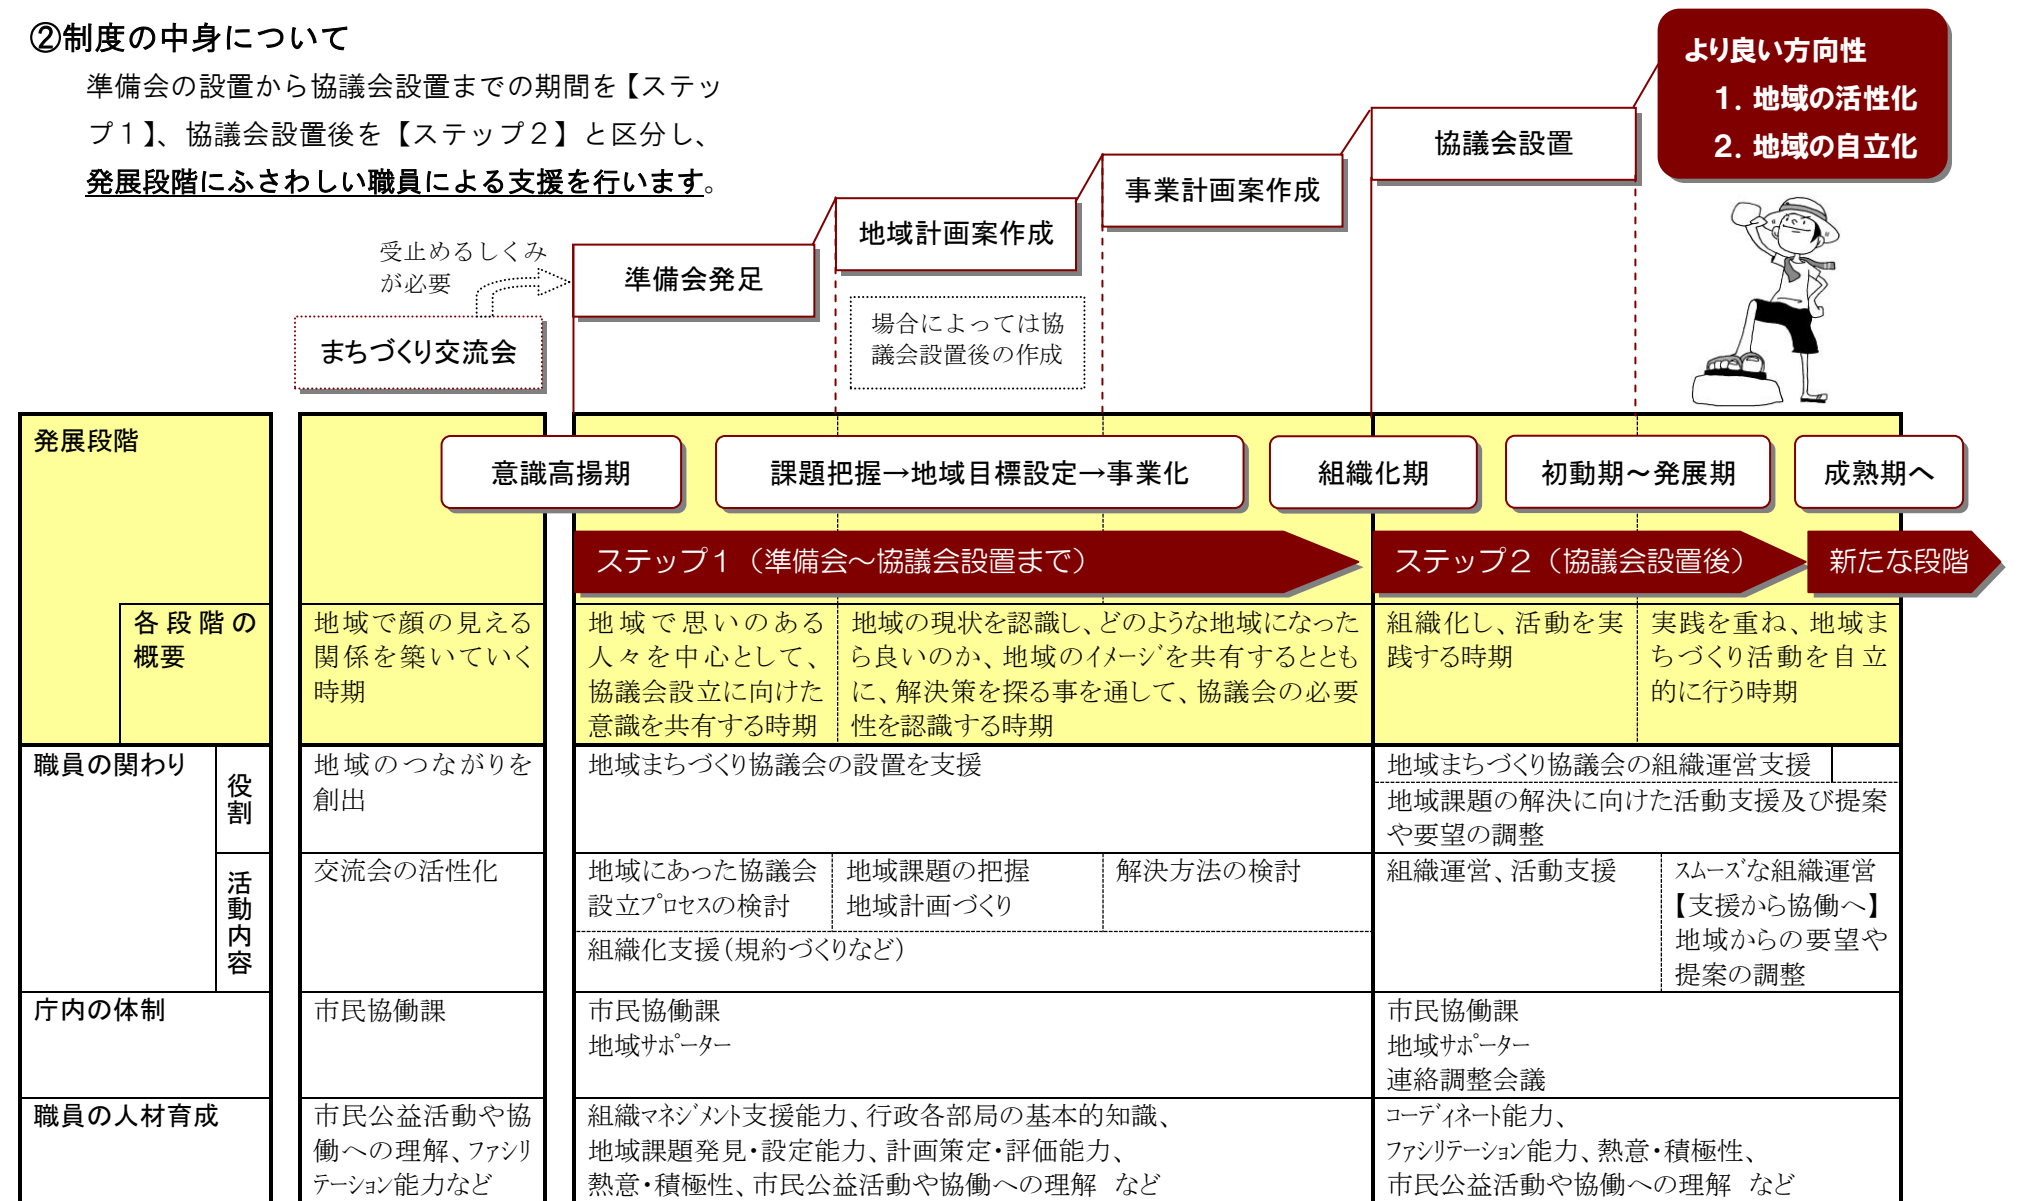 ②制度の中身について
準備会の設置から協議会設置までの期間を【ステッ
プ１】、協議会設置後を【ステップ２】と区分し、
発展段階にふさわしい職員による支援を行います。
より良い方向性
１．地域の活性化
２．地域の自立化
協議会設置
事業計画案作成
地域計画案作成
準備会発足
受止めるしくみ
が必要
まちづくり交流会
場合によっては協
議会設置後の作成
発展段階
意識高揚期
課題把握→地域目標設定→事業化
組織化期
初動期～発展期
成熟期へ
ステップ１（準備会～協議会設置まで）
ステップ２（協議会設置後）
新たな段階
各段階の
概要
地域で顔の見える
関係を築いていく
時期
地域で思いのある
人々を中心として、
協議会設立に向けた
意識を共有する時期
地域の現状を認識し、どのような地域になった
ら良いのか、地域のｲﾒｰｼﾞを共有するととも
に、解決策を探る事を通して、協議会の必要
性を認識する時期
組織化し、活動を実
践する時期
実践を重ね、地域ま
ちづくり活動を自立
的に行う時期
職員の関わり
役割
地域のつながりを
創出
地域まちづくり協議会の設置を支援
地域まちづくり協議会の組織運営支援
地域課題の解決に向けた活動支援及び提案
や要望の調整
活動内容
交流会の活性化
地域にあった協議会
設立ﾌﾟﾛｾｽの検討
地域課題の把握
地域計画づくり
解決方法の検討
組織化支援（規約づくりなど）
組織運営、活動支援
ｽﾑｰｽﾞな組織運営
【支援から協働へ】
地域からの要望や
提案の調整
庁内の体制
市民協働課
市民協働課
地域ｻﾎﾟｰﾀｰ
市民協働課
地域ｻﾎﾟｰﾀｰ
連絡調整会議
職員の人材育成
市民公益活動や協
働への理解、ﾌｧｼﾘ
ﾃｰｼｮﾝ能力など
組織ﾏﾈｼﾞﾒﾝﾄ支援能力、行政各部局の基本的知識、
地域課題発見・設定能力、計画策定・評価能力、
熱意・積極性、市民公益活動や協働への理解　など
ｺｰﾃﾞｨﾈｰﾄ能力、
ﾌｧｼﾘﾃｰｼｮﾝ能力、熱意・積極性、
市民公益活動や協働への理解　など